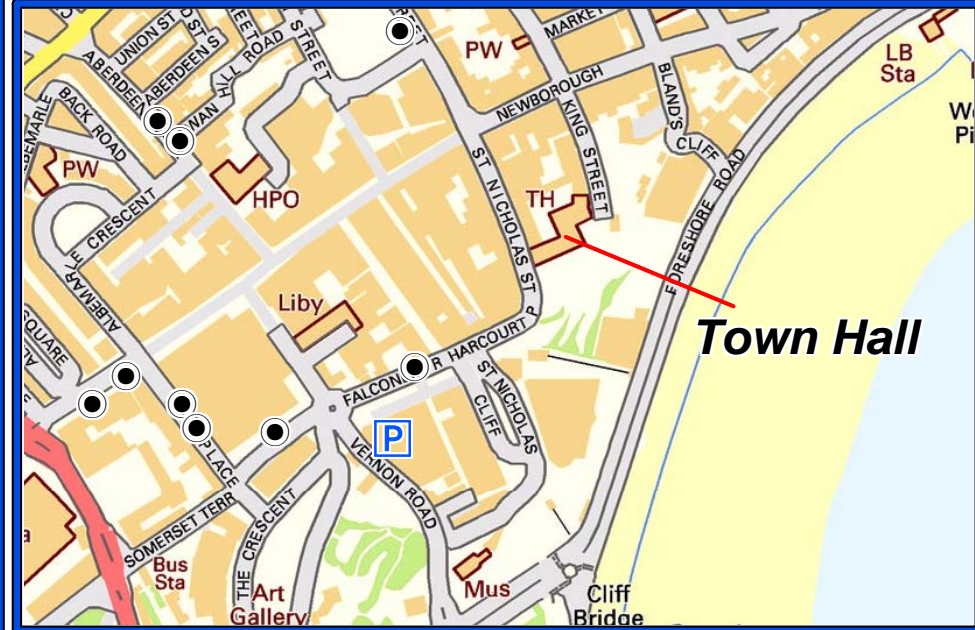 UNION ST
ABERDEEN
ABERDEEN S
HALL ROAD
STREET
PW
MARKET
LB
Sta
BACK ROAD
NEWBOROUGH
KING STREET
BLAND'S
CLIFF
PW
HPO
ST NICHOLAS ST
TH
FORESHORE ROAD
ALBEMARLE CRESCENT
Liby
Town Hall
SQUARE
FALCON
R HARCOURT P
ST NICHOLAS
CLIFF
P
PLACE
VERNON ROAD
SOMERSET TERR
THE CRESCENT
Bus
Sta
Art
Gallery
Mus
Cliff
Bridge